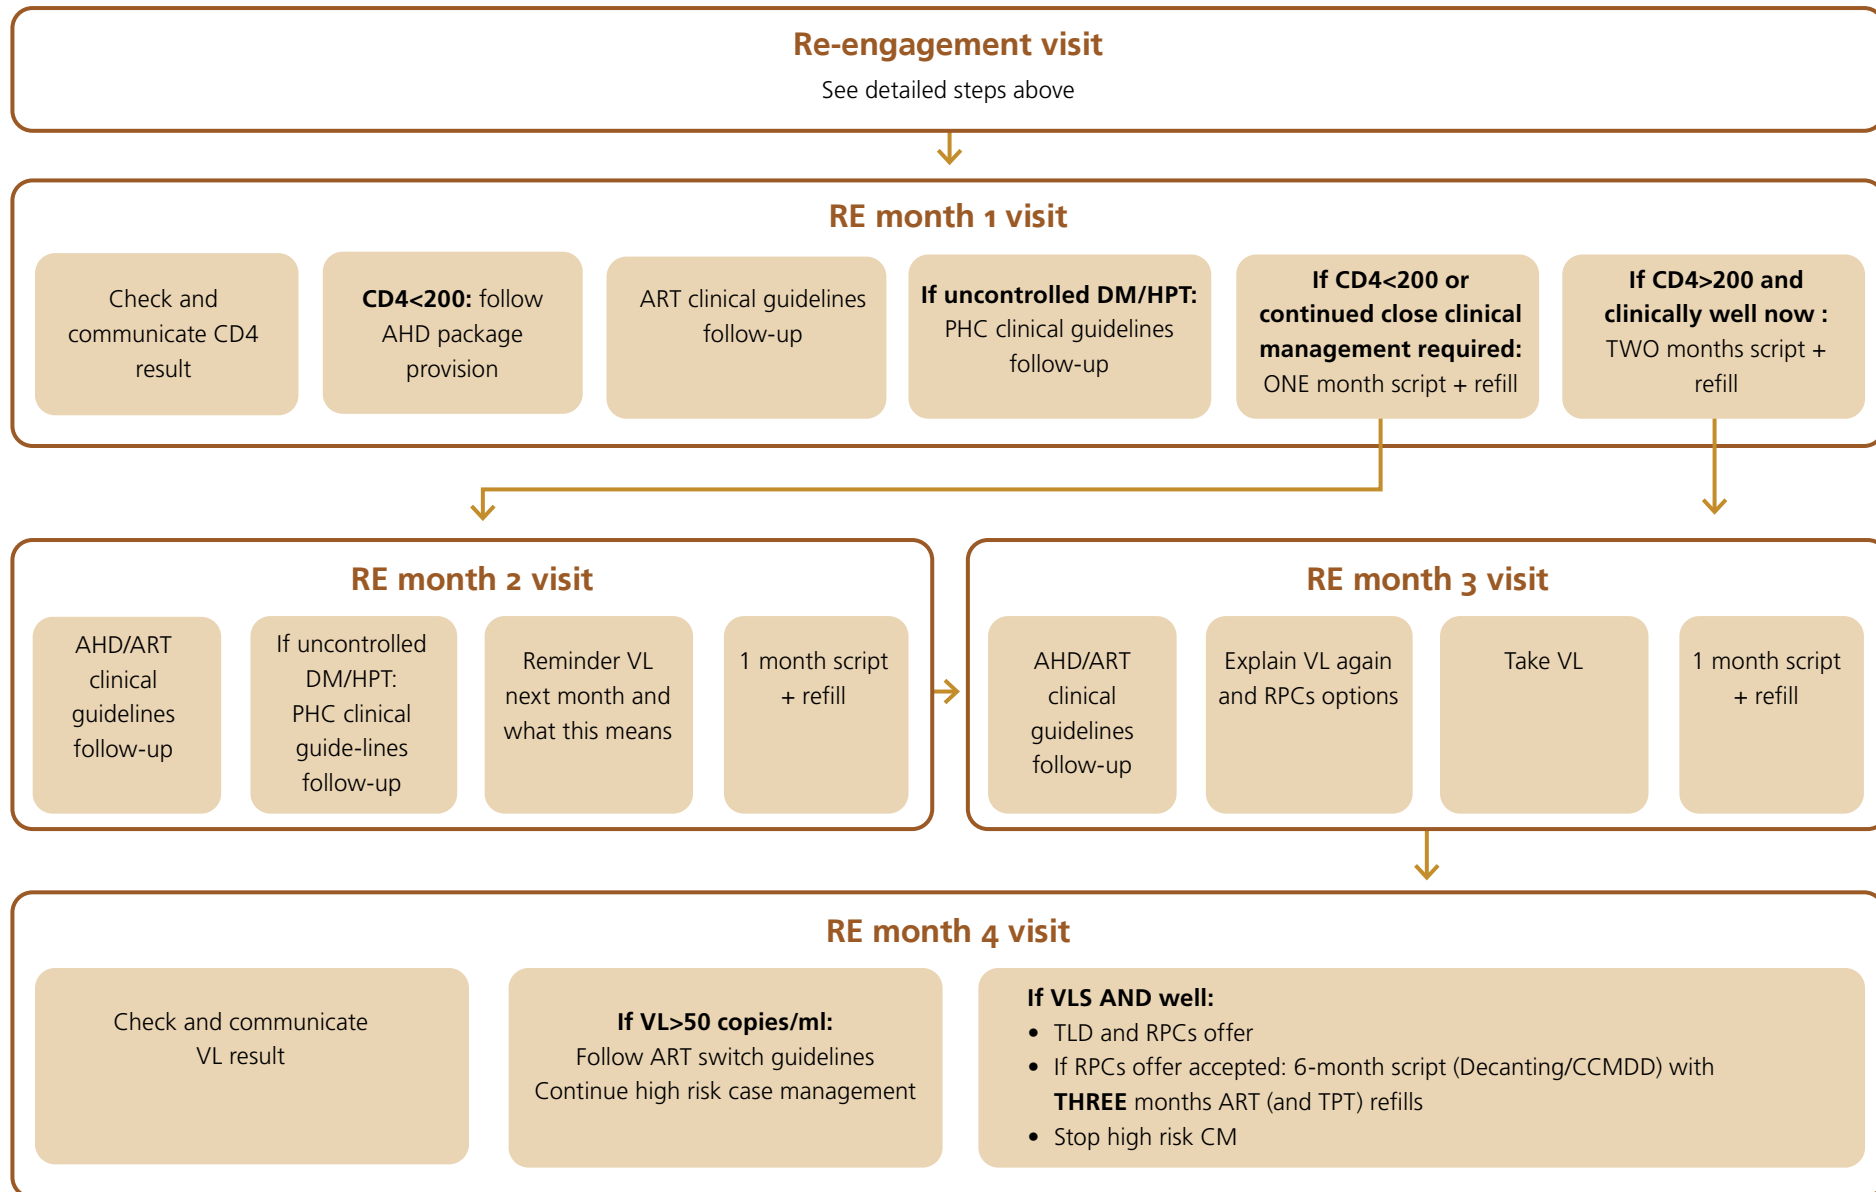 Re-engagement visit
See detailed steps above
RE month 1 visit
Check and
communicate CD4
result
CD4<200: follow
AHD package
provision
ART clinical guidelines
follow-up
If uncontrolled DM/HPT:
PHC clinical guidelines
follow-up
If CD4<200 or
continued close clinical
management required:
ONE month script + refill
If CD4>200 and
clinically well now :
TWO months script +
refill
RE month 2 visit
AHD/ART
clinical
guidelines
follow-up
If uncontrolled
DM/HPT:
PHC clinical
guide-lines
follow-up
Reminder VL
next month and
what this means
1 month script
+ refill
RE month 3 visit
AHD/ART
clinical
guidelines
follow-up
Explain VL again
and RPCs options
Take VL
1 month script
+ refill
RE month 4 visit
Check and communicate
VL result
If VL>50 copies/ml:
Follow ART switch guidelines
Continue high risk case management
If VLS AND well:
• TLD and RPCs offer
• If RPCs offer accepted: 6-month script (Decanting/CCMDD) with
THREE months ART (and TPT) refills
• Stop high risk CM